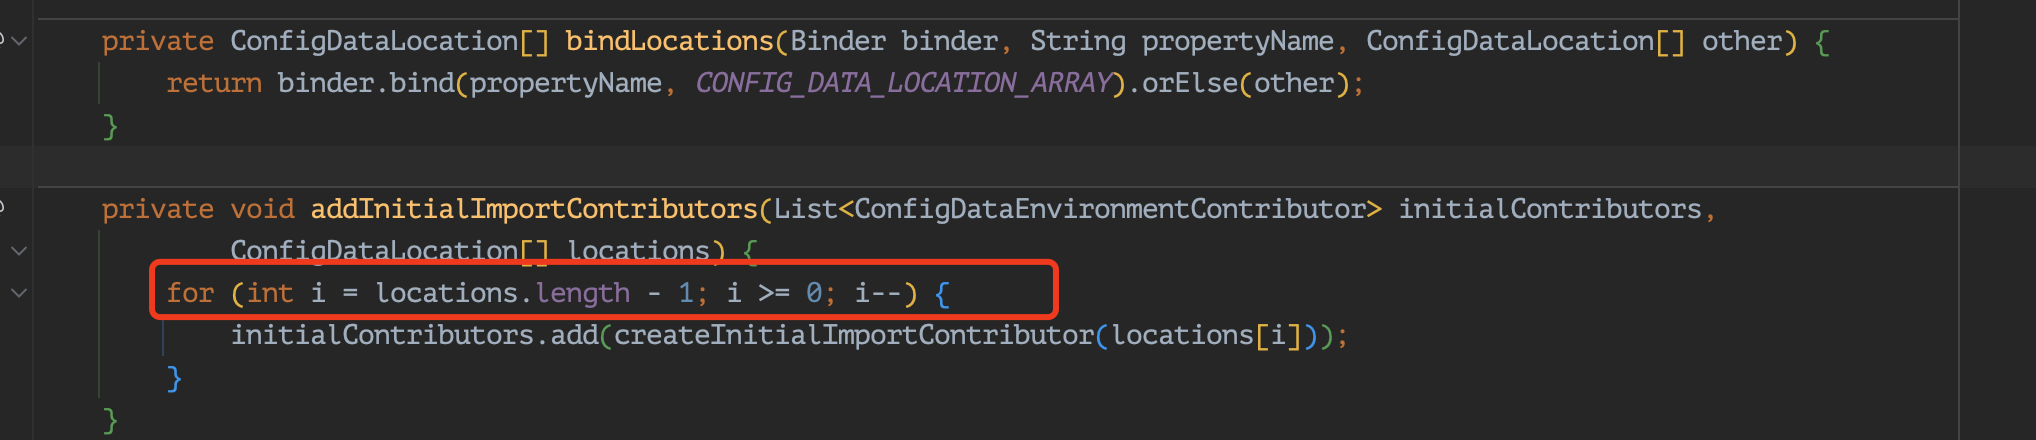 private ConfigDataLocation[] bindLocations(Binder binder, String propertyName, ConfigDataLocation[] other) {
return binder.bind(propertyName, CONFIG_DATA_LOCATION_ARRAY).orElse(other);
}
private void addInitialImportContributors(List<ConfigDataEnvironmentContributor> initialContributors,
ConfigDataLocation[] locations) {
for (int i = locations.length - 1; i >= 0; i--) {
initialContributors.add(createInitialImportContributor(locations[i]));
}
}